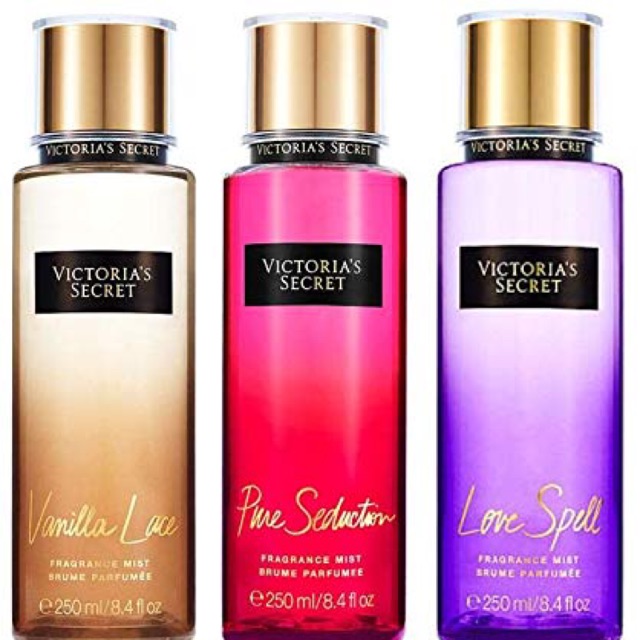 VICTORIA'S SECRET
VICTORIA'S
SECRET
Vanilla Lace
FRAGRANCE MIST
BRUME PARFUMÉE
e 250 ml/8.4 fl oz
VICTORIA'S SECRET
VICTORIA'S
SECRET
Pure Seduction
FRAGRANCE MIST
BRUME PARFUMÉE
e 250 ml/8.4 fl oz
VICTORIA'S SECRET
VICTORIA'S
SECRET
Love Spell
FRAGRANCE MIST
BRUME PARFUMÉE
e 250 ml/8.4 fl oz